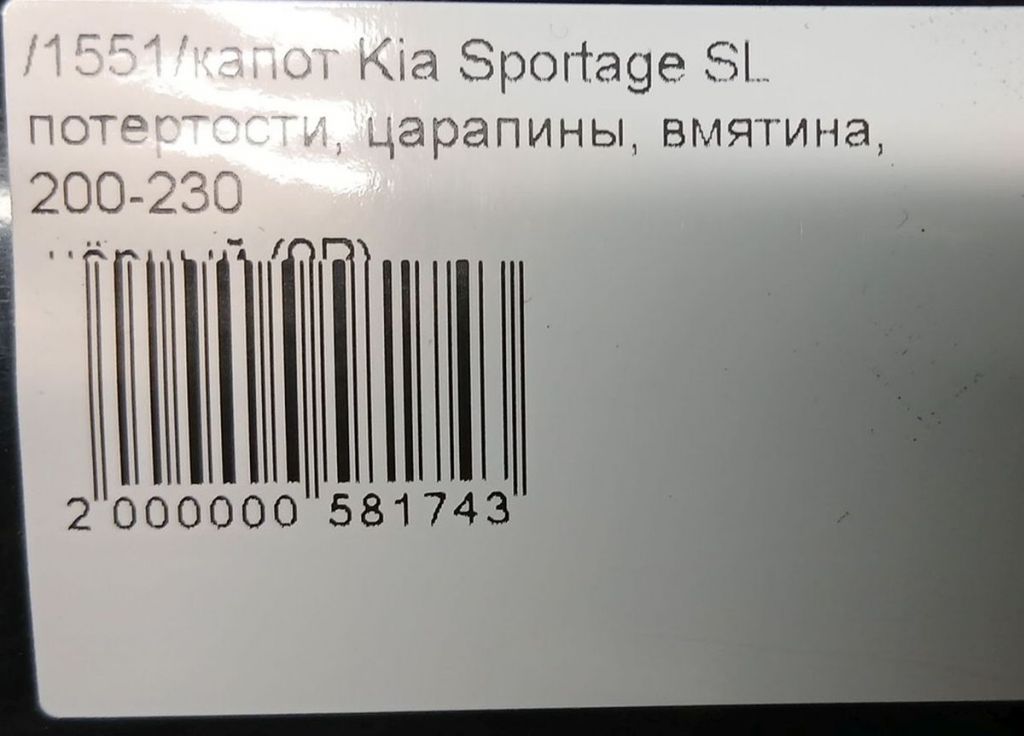 /1551/капот Kia Sportage SL
потертости, царапины, вмятина,
200-230
2 000000 581743